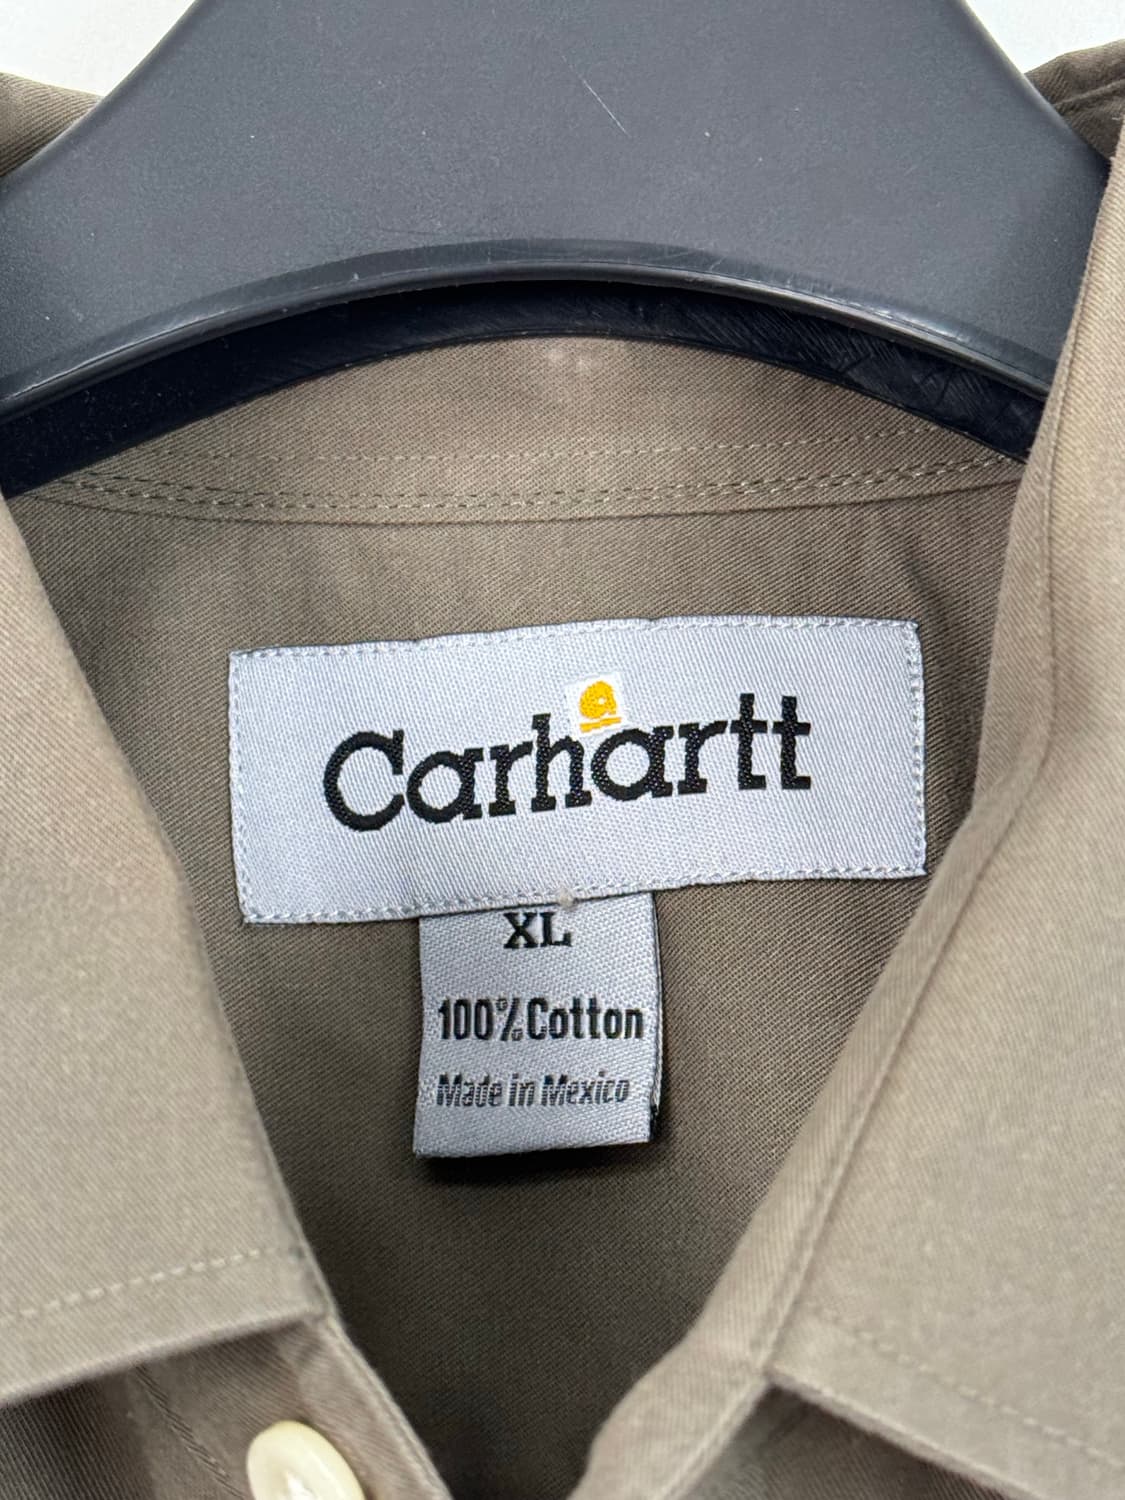 Carhartt
XL
100% Cotton
Made in Mexico